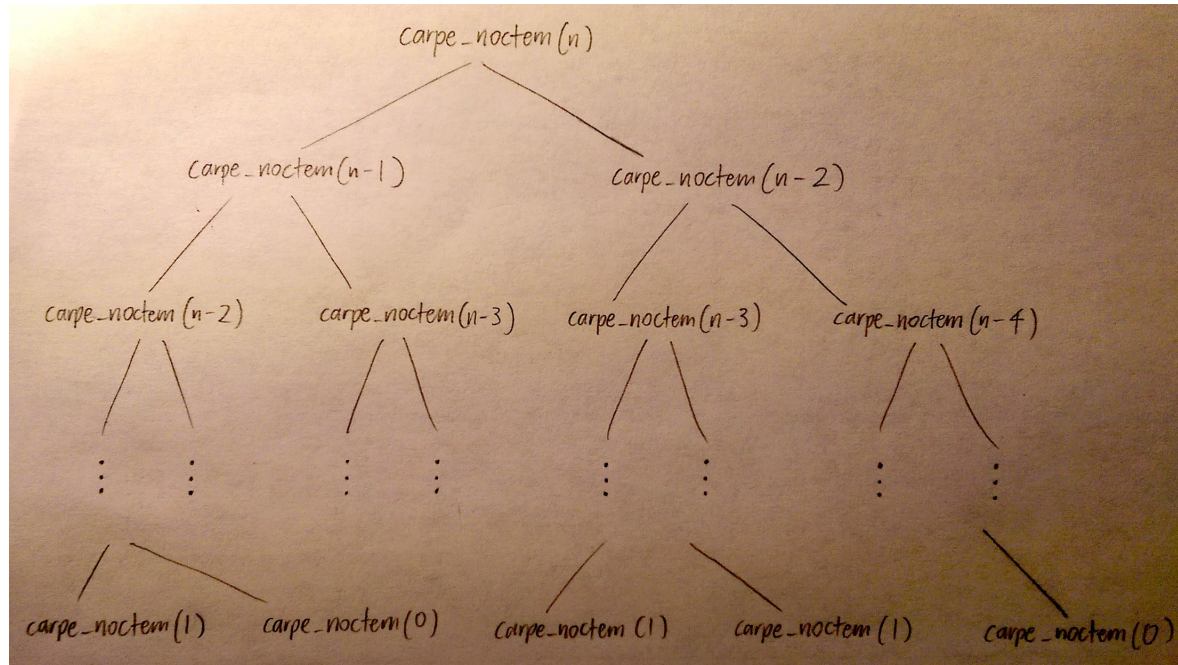 carpe_noctem(n)
carpe_noctem(n-1) carpe_noctem(n-2)
carpe_noctem(n-2) carpe_noctem(n-3) carpe_noctem(n-3) carpe_noctem(n-4)
carpe_noctem(1) carpe_noctem(0) carpe_noctem(1) carpe_noctem(1) carpe_noctem(0)